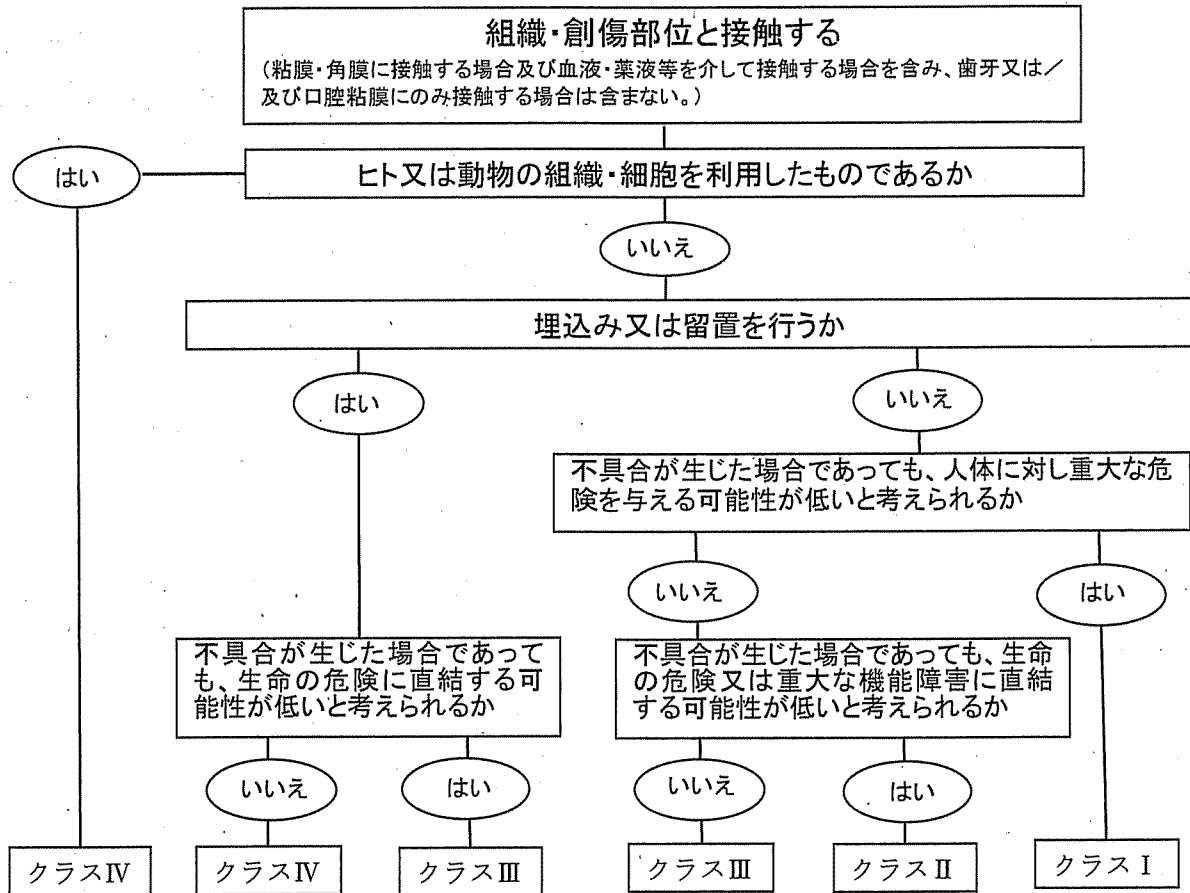 組織・創傷部位と接触する
（粘膜・角膜に接触する場合及び血液・薬液等を介して接触する場合を含み、歯牙又は／
及び口腔粘膜にのみ接触する場合は含まない。）
はい
ヒト又は動物の組織・細胞を利用したものであるか
いいえ
埋込み又は留置を行うか
はい
いいえ
不具合が生じた場合であっても、人体に対し重大な危
険を与える可能性が低いと考えられるか
いいえ
はい
不具合が生じた場合であって
も、生命の危険に直結する可
能性が低いと考えられるか
不具合が生じた場合であっても、生命
の危険又は重大な機能障害に直結
する可能性が低いと考えられるか
いいえ
はい
いいえ
はい
クラスⅣ
クラスⅣ
クラスⅢ
クラスⅢ
クラスⅡ
クラスⅠ